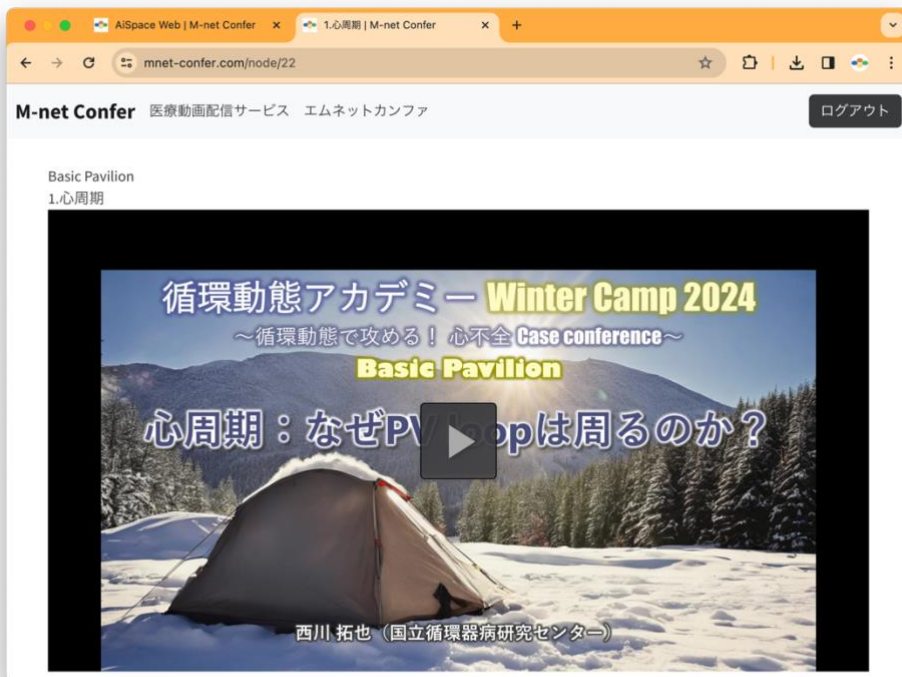 AiSpace Web | M-net Confer
1.心周期 | M-net Confer
mnet-confer.com/node/22
M-net Confer 医療動画配信サービス エムネットカンファ
ログアウト
Basic Pavilion
1.心周期
循環動態アカデミー Winter Camp 2024
～循環動態で攻める！ 心不全 Case conference～
Basic Pavilion
心周期：なぜPV opは周るのか？
西川 拓也（国立循環器病研究センター）